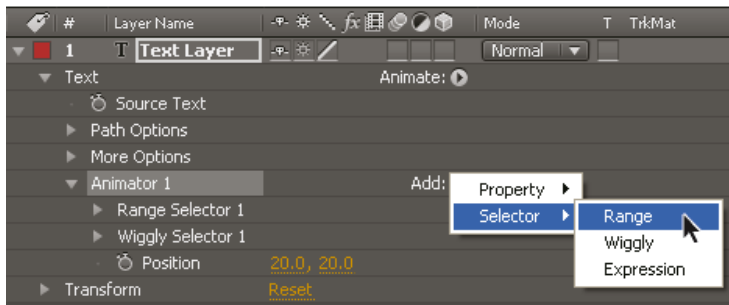 # Layer Name fx Mode T TrkMat
1 T Text Layer Normal
Text Animate:
Source Text
Path Options
More Options
Animator 1 Add: Property
Range Selector 1 Selector Range
Wiggly Selector 1 Wiggly
Position 20.0, 20.0 Expression
Transform Reset